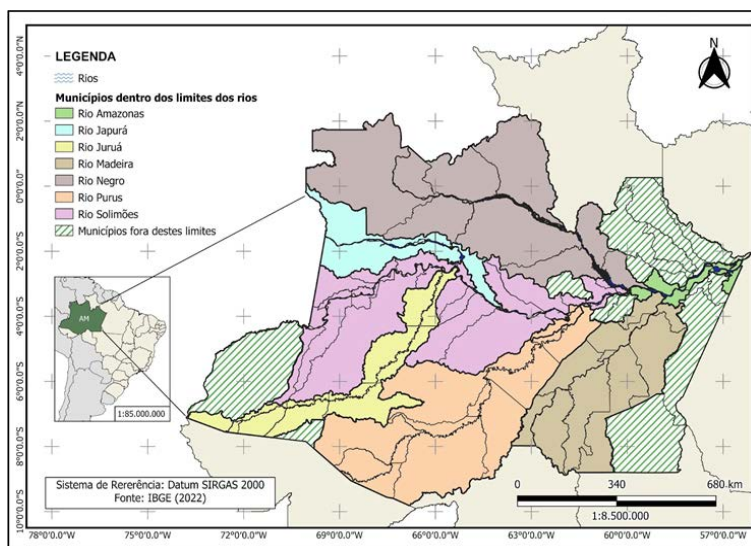 LEGENDA
Rios
Municípios dentro dos limites dos rios
Rio Amazonas
Rio Japurá
Rio Juruá
Rio Madeira
Rio Negro
Rio Purus
Rio Solimões
Municípios fora destes limites
N
AM
1:85.000.000
Sistema de Rererência: Datum SIRGAS 2000
Fonte: IBGE (2022)
0 340 680 km
1:8.500.000
4°0'0.0"N
2°0'0.0"N
0°0'0.0"
2°0'0.0"S
4°0'0.0"S
6°0'0.0"S
8°0'0.0"S
10°0'0.0"S
78°0'0.0"W 75°0'0.0"W 72°0'0.0"W 69°0'0.0"W 66°0'0.0"W 63°0'0.0"W 60°0'0.0"W 57°0'0.0"W